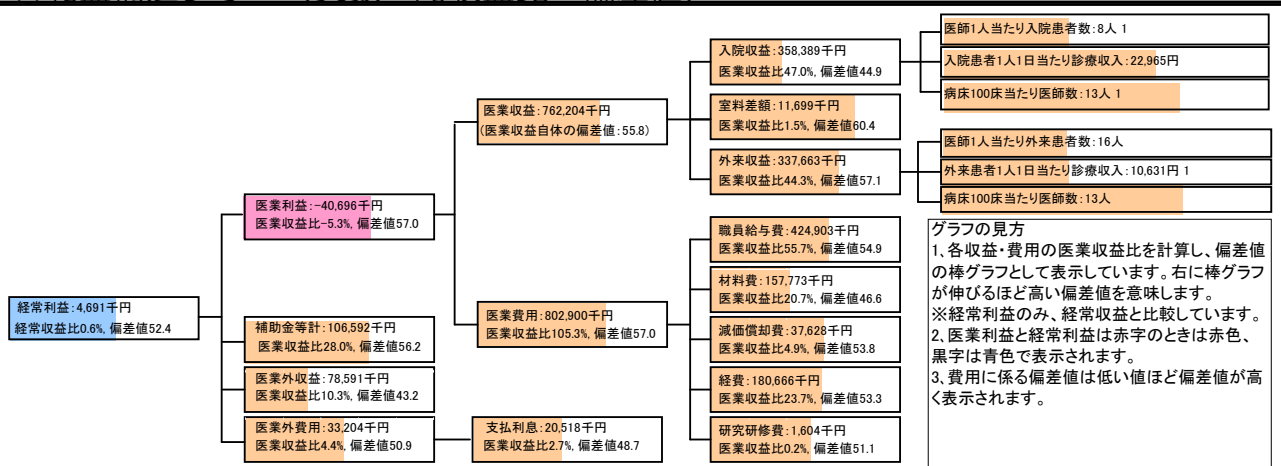 経常利益:4,691千円
経常収益比0.6%, 偏差値52.4
医業利益:-40,696千円
医業収益比-5.3%, 偏差値57.0
補助金等計:106,592千円
医業収益比28.0%, 偏差値56.2
医業外収益:78,591千円
医業収益比10.3%, 偏差値43.2
医業外費用:33,204千円
医業収益比4.4%, 偏差値50.9
医業収益:762,204千円
(医業収益自体の偏差値:55.8)
医業費用:802,900千円
医業収益比105.3%, 偏差値57.0
支払利息:20,518千円
医業収益比2.7%, 偏差値48.7
入院収益:358,389千円
医業収益比47.0%, 偏差値44.9
室料差額:11,699千円
医業収益比1.5%, 偏差値60.4
外来収益:337,663千円
医業収益比44.3%, 偏差値57.1
職員給与費:424,903千円
医業収益比55.7%, 偏差値54.9
材料費:157,773千円
医業収益比20.7%, 偏差値46.6
減価償却費:37,628千円
医業収益比4.9%, 偏差値53.8
経費:180,666千円
医業収益比23.7%, 偏差値53.3
研究研修費:1,604千円
医業収益比0.2%, 偏差値51.1
医師1人当たり入院患者数:8人 1
入院患者1人1日当たり診療収入:22,965円
病床100床当たり医師数:13人 1
医師1人当たり外来患者数:16人
外来患者1人1日当たり診療収入:10,631円 1
病床100床当たり医師数:13人
グラフの見方
1、各収益・費用の医業収益比を計算し、偏差値
の棒グラフとして表示しています。右に棒グラフ
が伸びるほど高い偏差値を意味します。
※経常利益のみ、経常収益と比較しています。
2、医業利益と経常利益は赤字のときは赤色、
黒字は青色で表示されます。
3、費用に係る偏差値は低い値ほど偏差値が高
く表示されます。